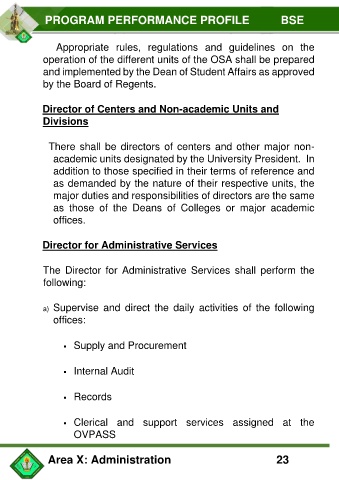 PROGRAM PERFORMANCE PROFILE BSE
Appropriate rules, regulations and guidelines on the
operation of the different units of the OSA shall be prepared
and implemented by the Dean of Student Affairs as approved
by the Board of Regents.
Director of Centers and Non-academic Units and
Divisions
There shall be directors of centers and other major non-
academic units designated by the University President. In
addition to those specified in their terms of reference and
as demanded by the nature of their respective units, the
major duties and responsibilities of directors are the same
as those of the Deans of Colleges or major academic
offices.
Director for Administrative Services
The Director for Administrative Services shall perform the
following:
a) Supervise and direct the daily activities of the following
offices:
• Supply and Procurement
• Internal Audit
• Records
• Clerical and support services assigned at the
OVPASS
Area X: Administration 23